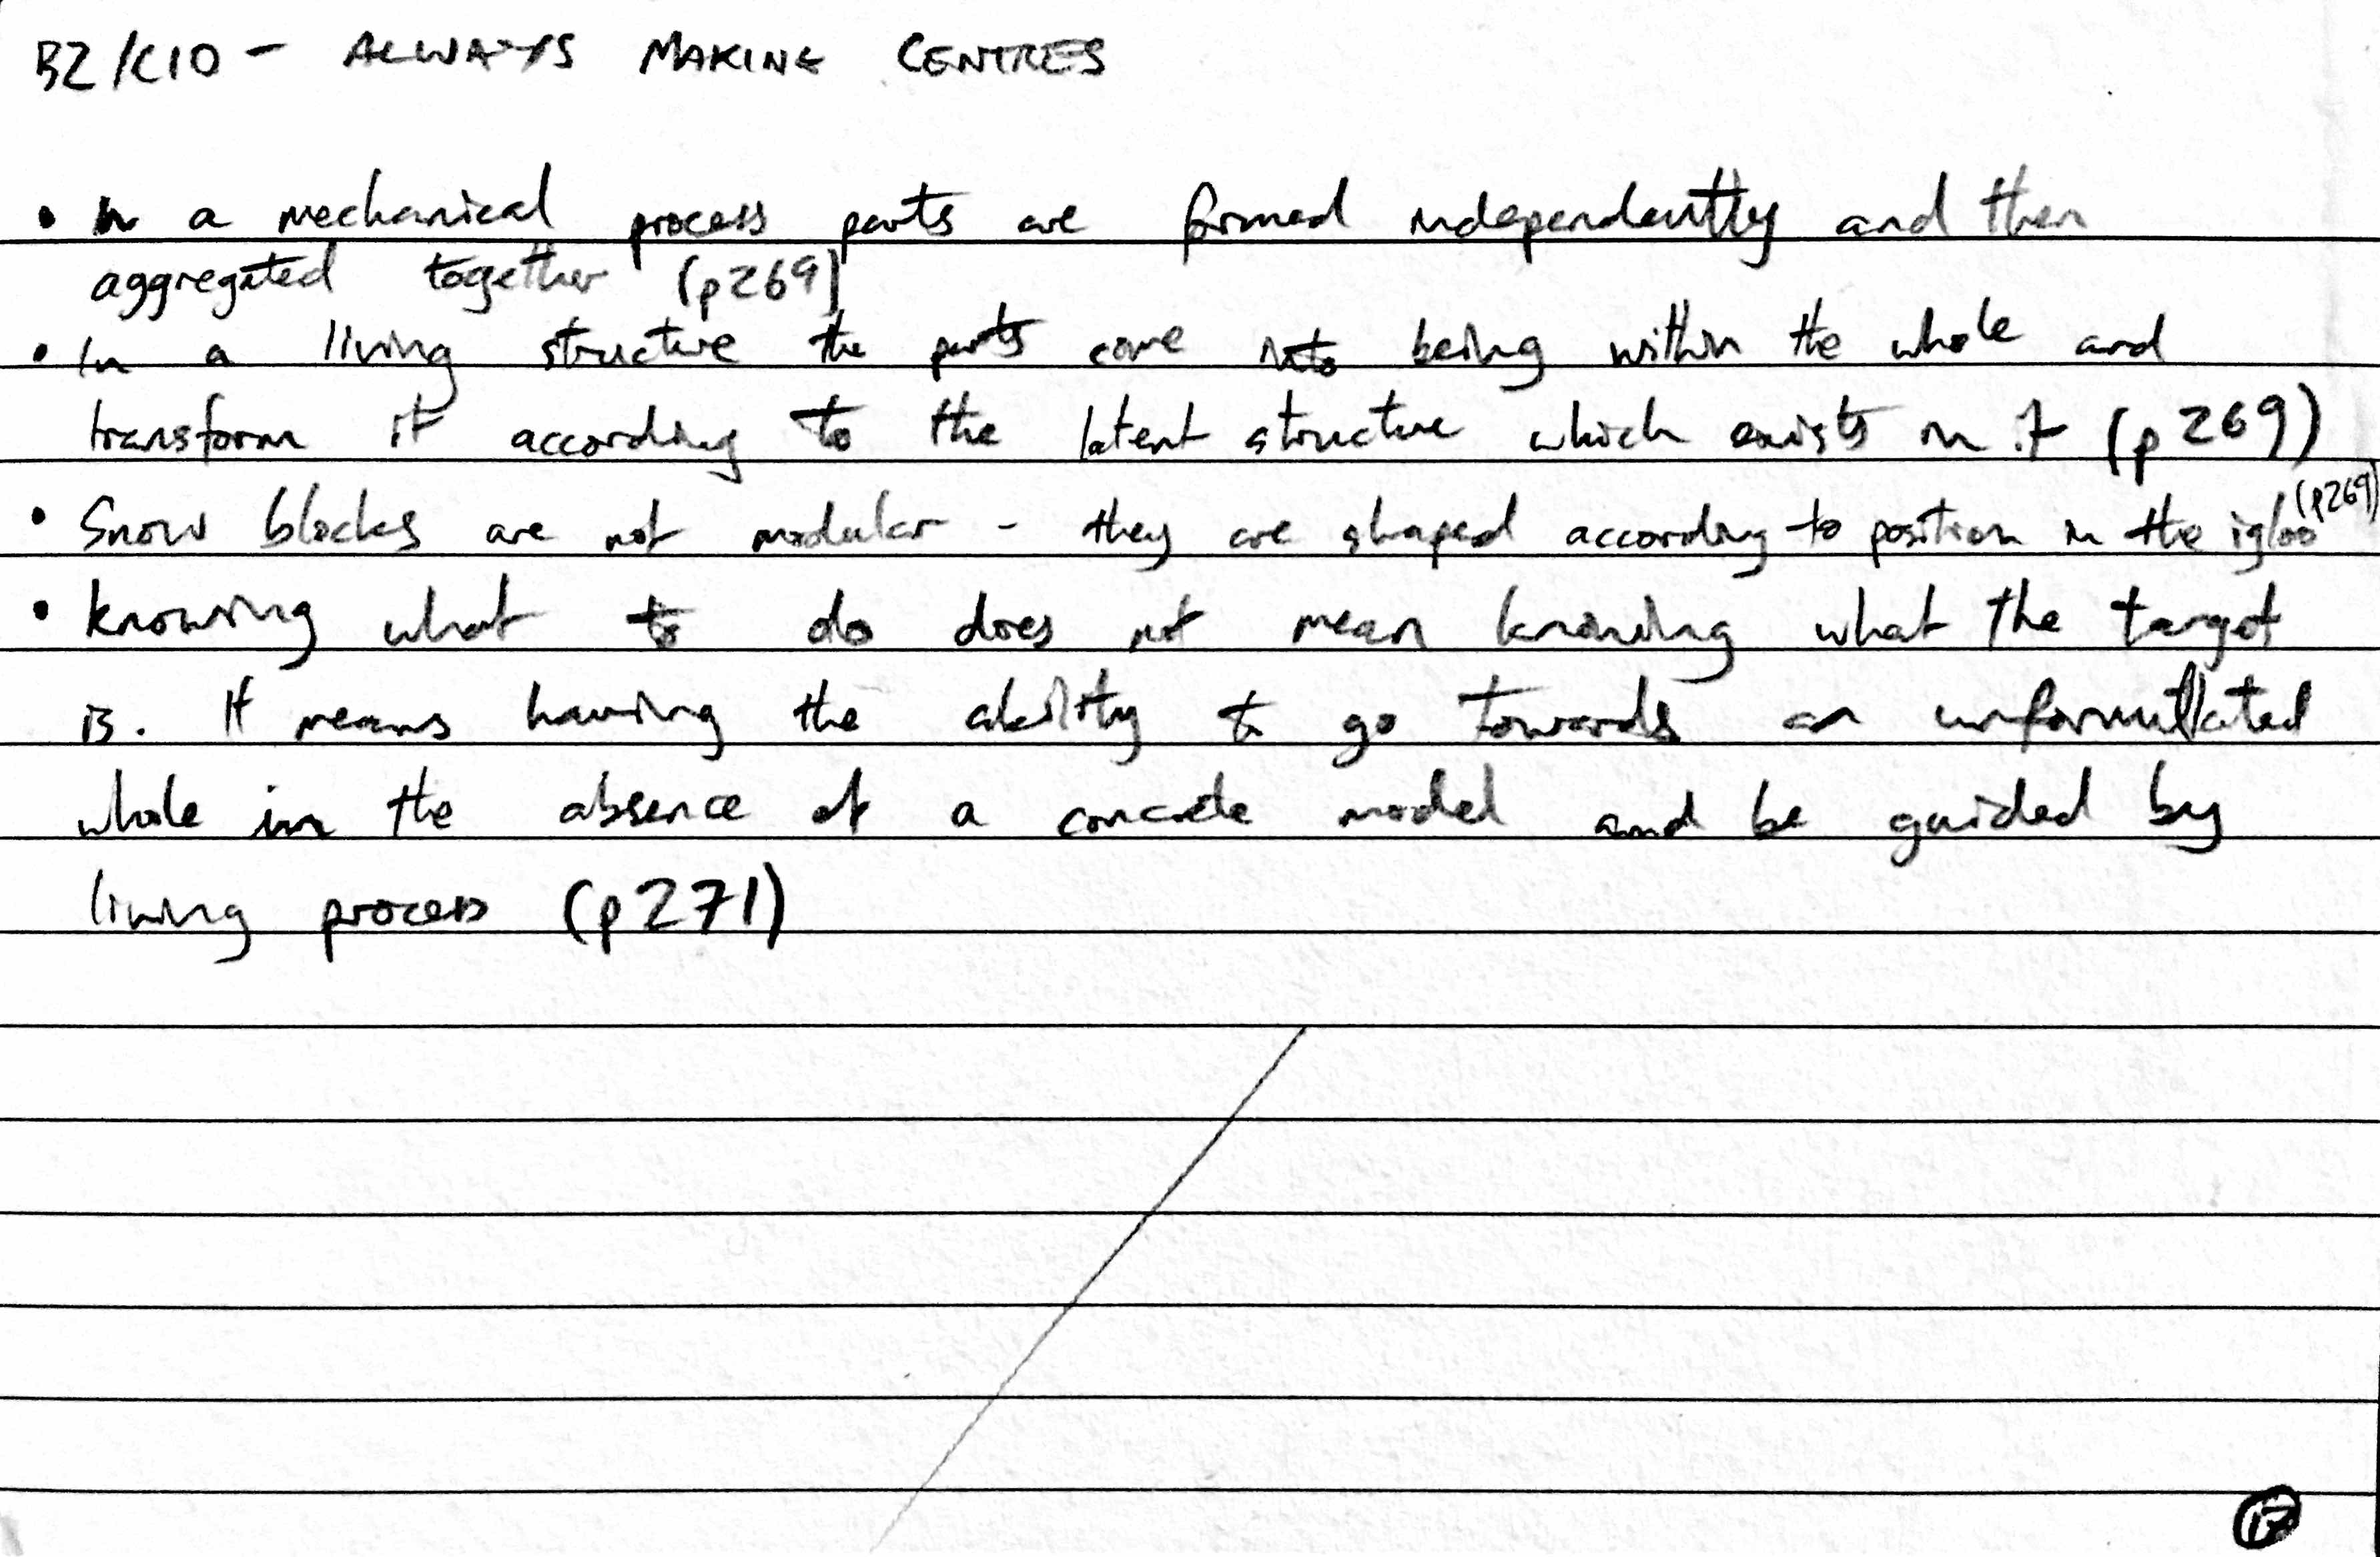 B2/C10 - ALWAYS MAKING CENTRES
• In a mechanical process parts are formed independently and then
aggregated together (p269)
• In a living structure the parts come into being within the whole and
transform it according to the latent structure which exists in it (p269)
• Snow blocks are not modular - they are shaped according to position in the igloo (p269)
• knowing what to do does not mean knowing what the target
is. It means having the ability to go towards an unformulated
whole in the absence of a concrete model and be guided by
living process (p271)
17